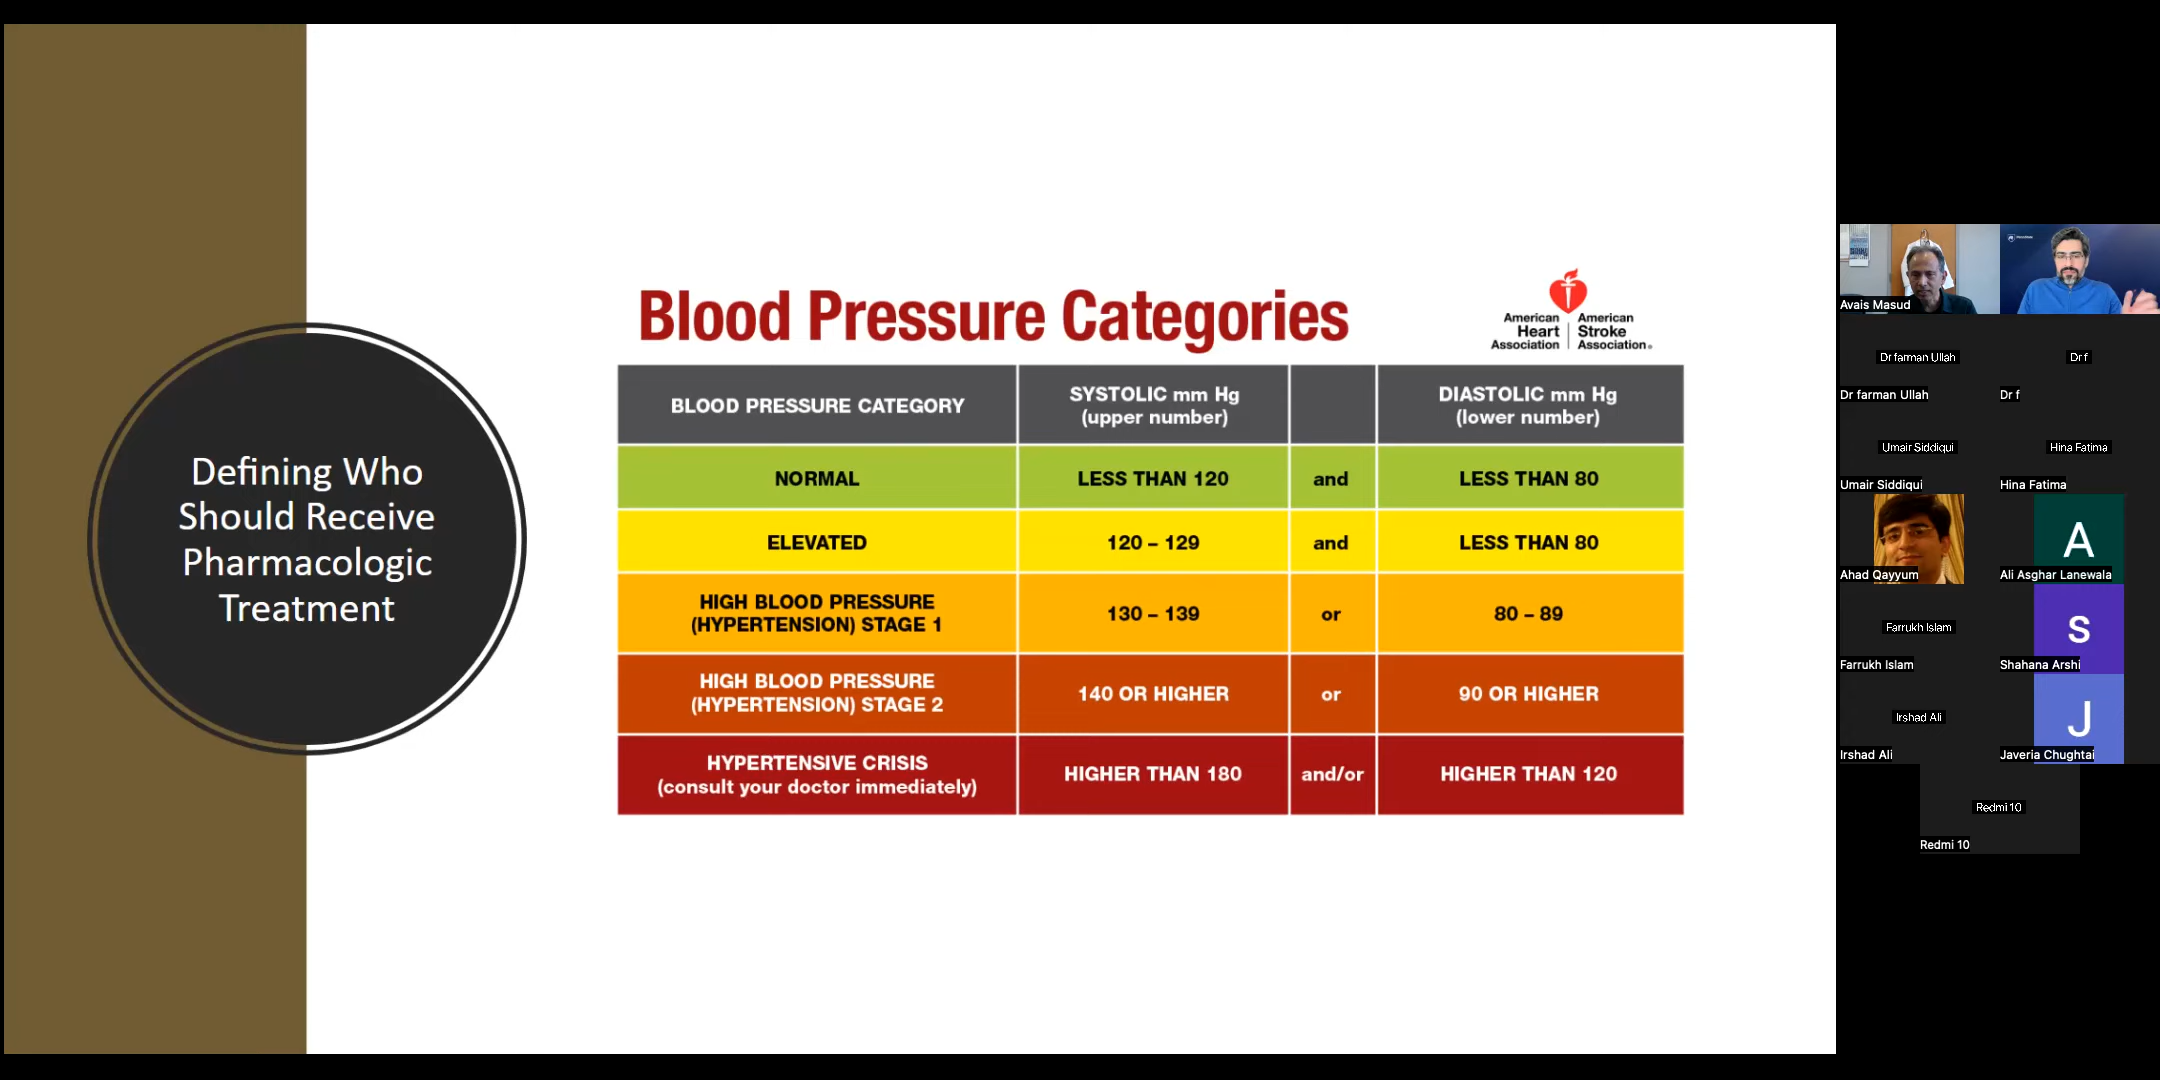 Defining Who
Should Receive
Pharmacologic
Treatment
Blood Pressure Categories
American
Heart
Association
American
Stroke
Association®
BLOOD PRESSURE CATEGORY
SYSTOLIC mm Hg
(upper number)
DIASTOLIC mm Hg
(lower number)
NORMAL
LESS THAN 120
and
LESS THAN 80
ELEVATED
120 – 129
and
LESS THAN 80
HIGH BLOOD PRESSURE
(HYPERTENSION) STAGE 1
130 – 139
or
80 – 89
HIGH BLOOD PRESSURE
(HYPERTENSION) STAGE 2
140 OR HIGHER
or
90 OR HIGHER
HYPERTENSIVE CRISIS
(consult your doctor immediately)
HIGHER THAN 180
and/or
HIGHER THAN 120
Avais Masud
Dr farman Ullah
Dr farman Ullah
Dr f
Dr f
Umair Siddiqui
Umair Siddiqui
Hina Fatima
Hina Fatima
Ahad Qayyum
A
Ali Asghar Lanewala
Farrukh Islam
Farrukh Islam
S
Shahana Arshi
Irshad Ali
Irshad Ali
J
Javeria Chughtai
Redmi 10
Redmi 10